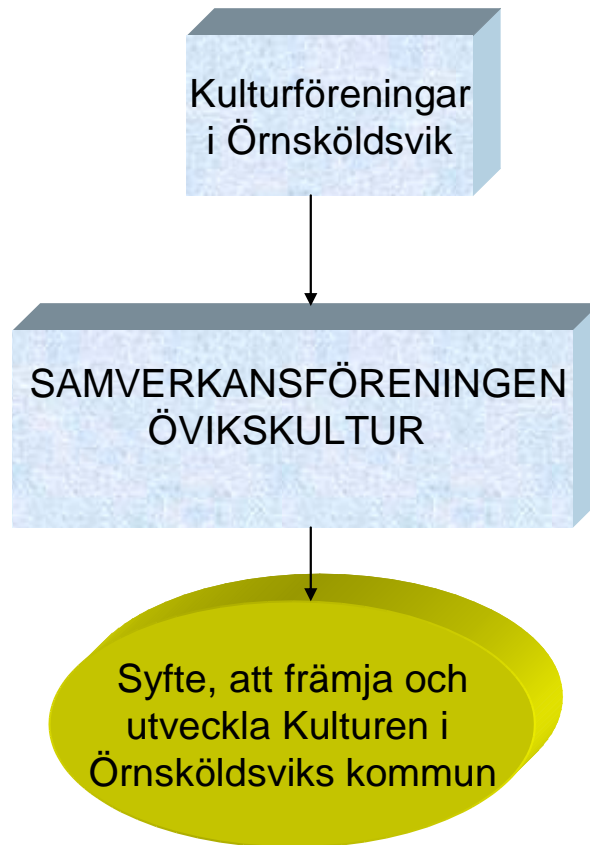 Kulturföreningar
i Örnsköldsvik
SAMVERKANSFÖRENINGEN
ÖVIKSKULTUR
Syfte, att främja och
utveckla Kulturen i
Örnsköldsviks kommun